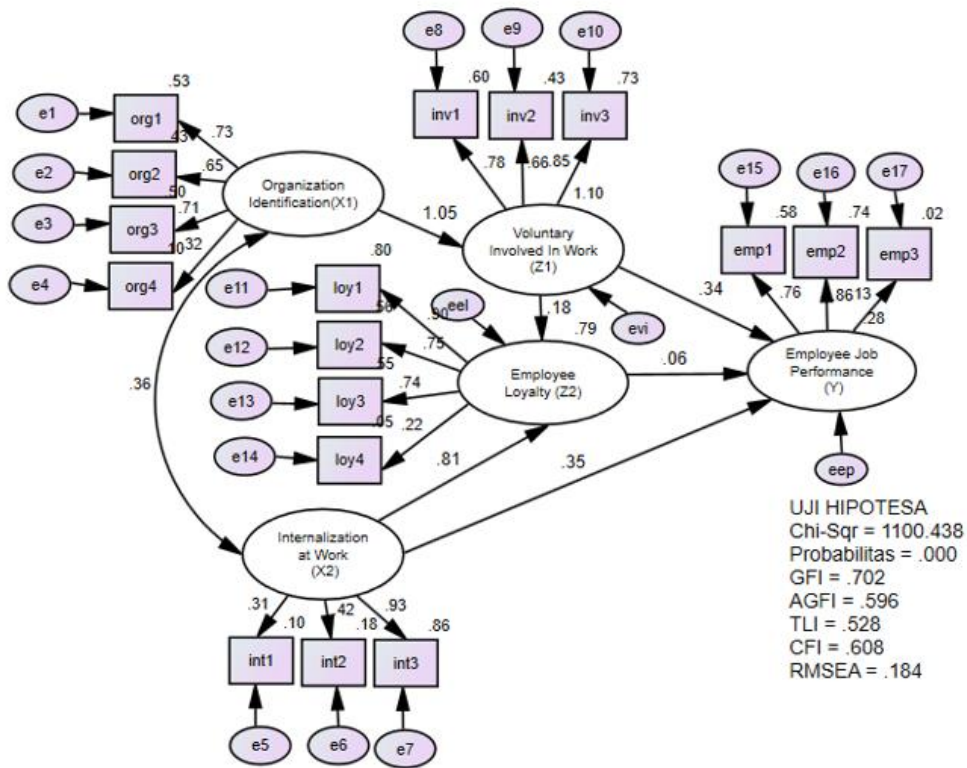 e8
e9
e10
.60
.43
.73
inv1
inv2
inv3
.78
.66
.85
1.10
.53
e1
org1
.73
.43
e2
org2
.65
.50
e3
org3
.71
.10
.32
e4
org4
Organization
Identification(X1)
1.05
Voluntary
Involved In Work
(Z1)
e15
e16
e17
.58
.74
.02
emp1
emp2
emp3
.76
.86
.13
.28
.34
.80
e11
loy1
.90
.56
e12
loy2
.75
.55
e13
loy3
.74
.05
.22
e14
loy4
eel
.18
.79
evi
Employee
Loyalty (Z2)
.06
Employee Job
Performance
(Y)
.36
.81
.35
eep
Internalization
at Work
(X2)
.31
.10
.42
.18
.93
.86
int1
int2
int3
e5
e6
e7
UJI HIPOTESA
Chi-Sqr = 1100.438
Probabilitas = .000
GFI = .702
AGFI = .596
TLI = .528
CFI = .608
RMSEA = .184